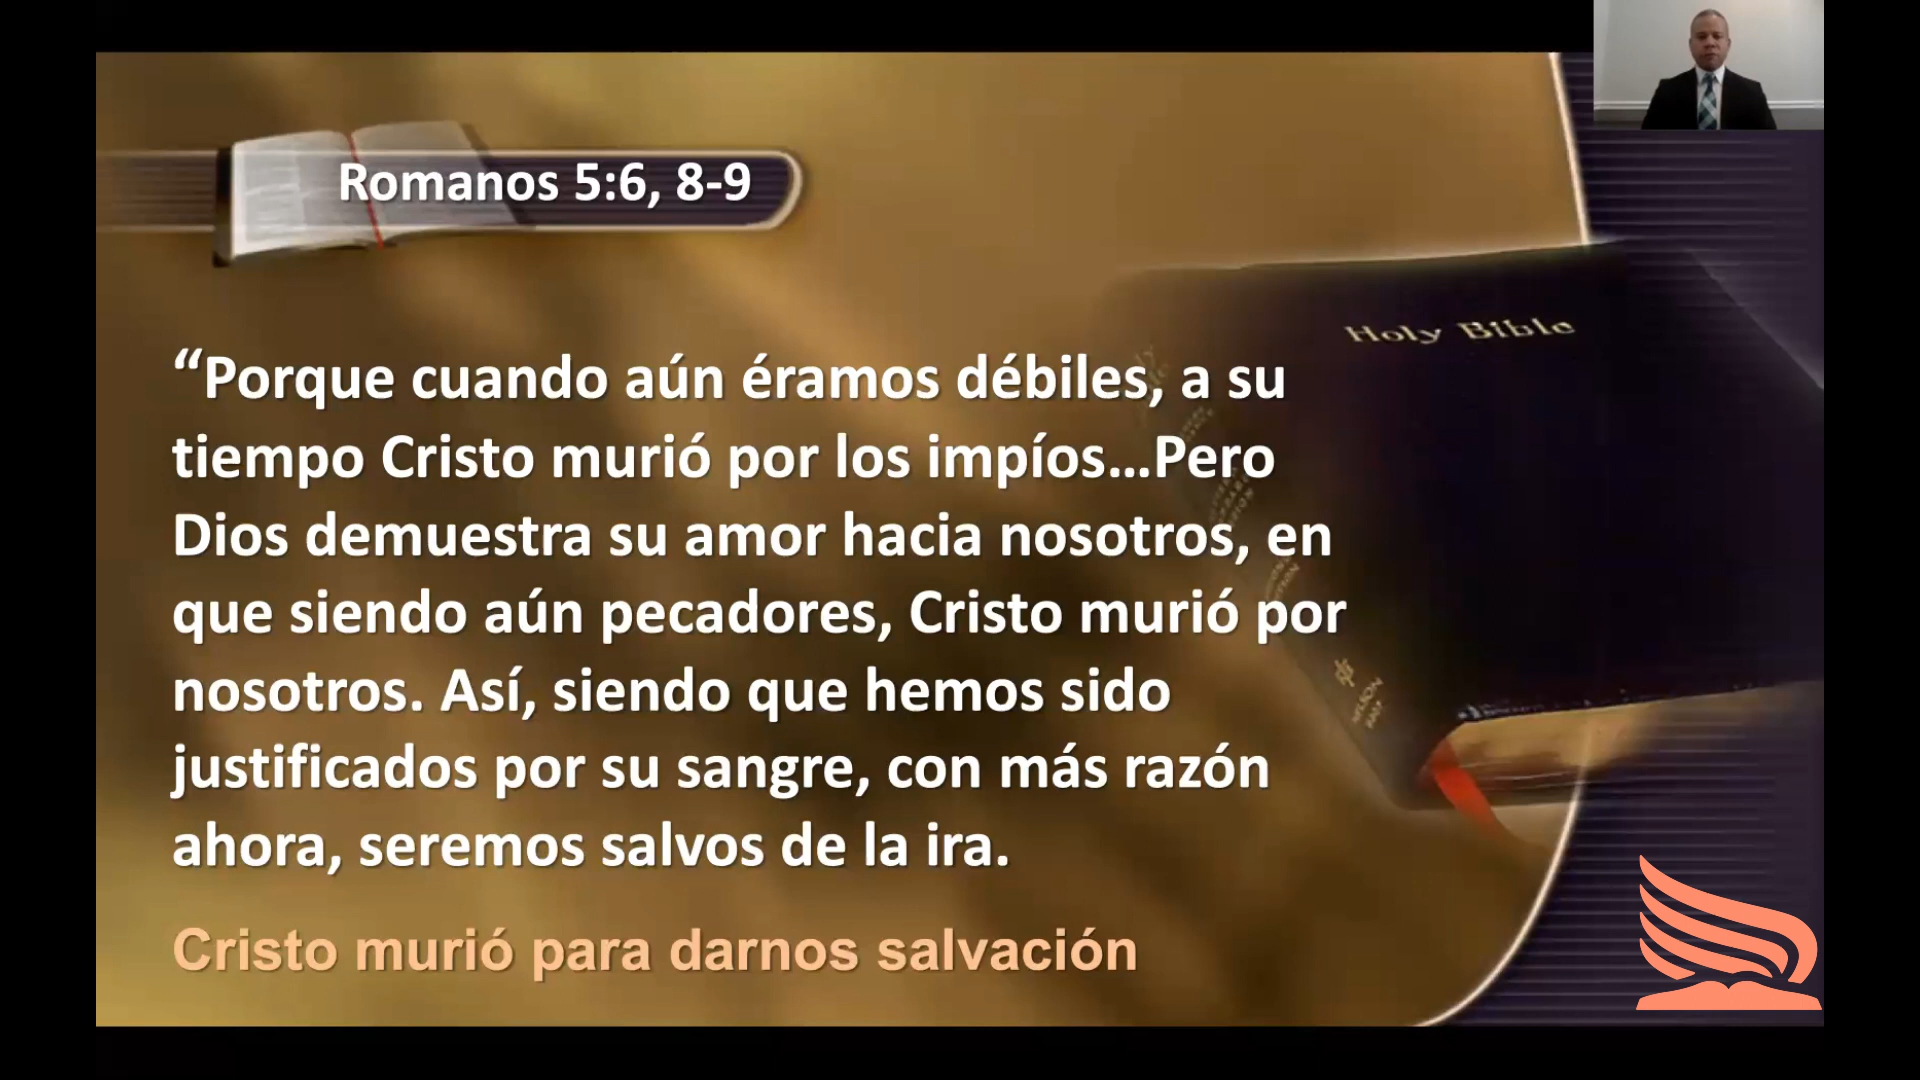 Romanos 5:6, 8-9
Holy Bible
“Porque cuando aún éramos débiles, a su
tiempo Cristo murió por los impíos...Pero
Dios demuestra su amor hacia nosotros, en
que siendo aún pecadores, Cristo murió por
nosotros. Así, siendo que hemos sido
justificados por su sangre, con más razón
ahora, seremos salvos de la ira.
Cristo murió para darnos salvación